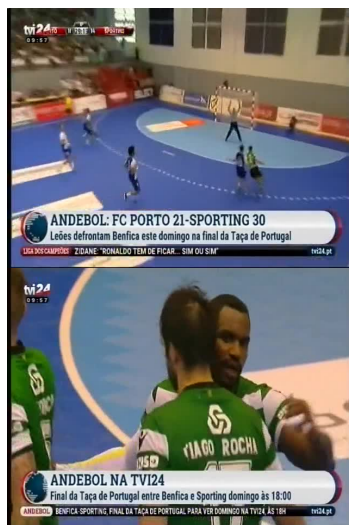 tvi24
09:57
ANDEBOL: FC PORTO 21-SPORTING 30
Leões defrontam Benfica este domingo na final da Taça de Portugal
LIGA DOS CAMPEÕES ZIDANE: "RONALDO TEM DE FICAR... SIM OU SIM" tvi24.pt
tvi24
09:57
ROCHA
TIAGO ROCHA
ANDEBOL NA TVI24
Final da Taça de Portugal entre Benfica e Sporting domingo às 18:00
ANDEBOL BENFICA-SPORTING, FINAL DA TAÇA DE PORTUGAL PARA VER DOMINGO NA TVI24, ÀS 18H tvi24.pt